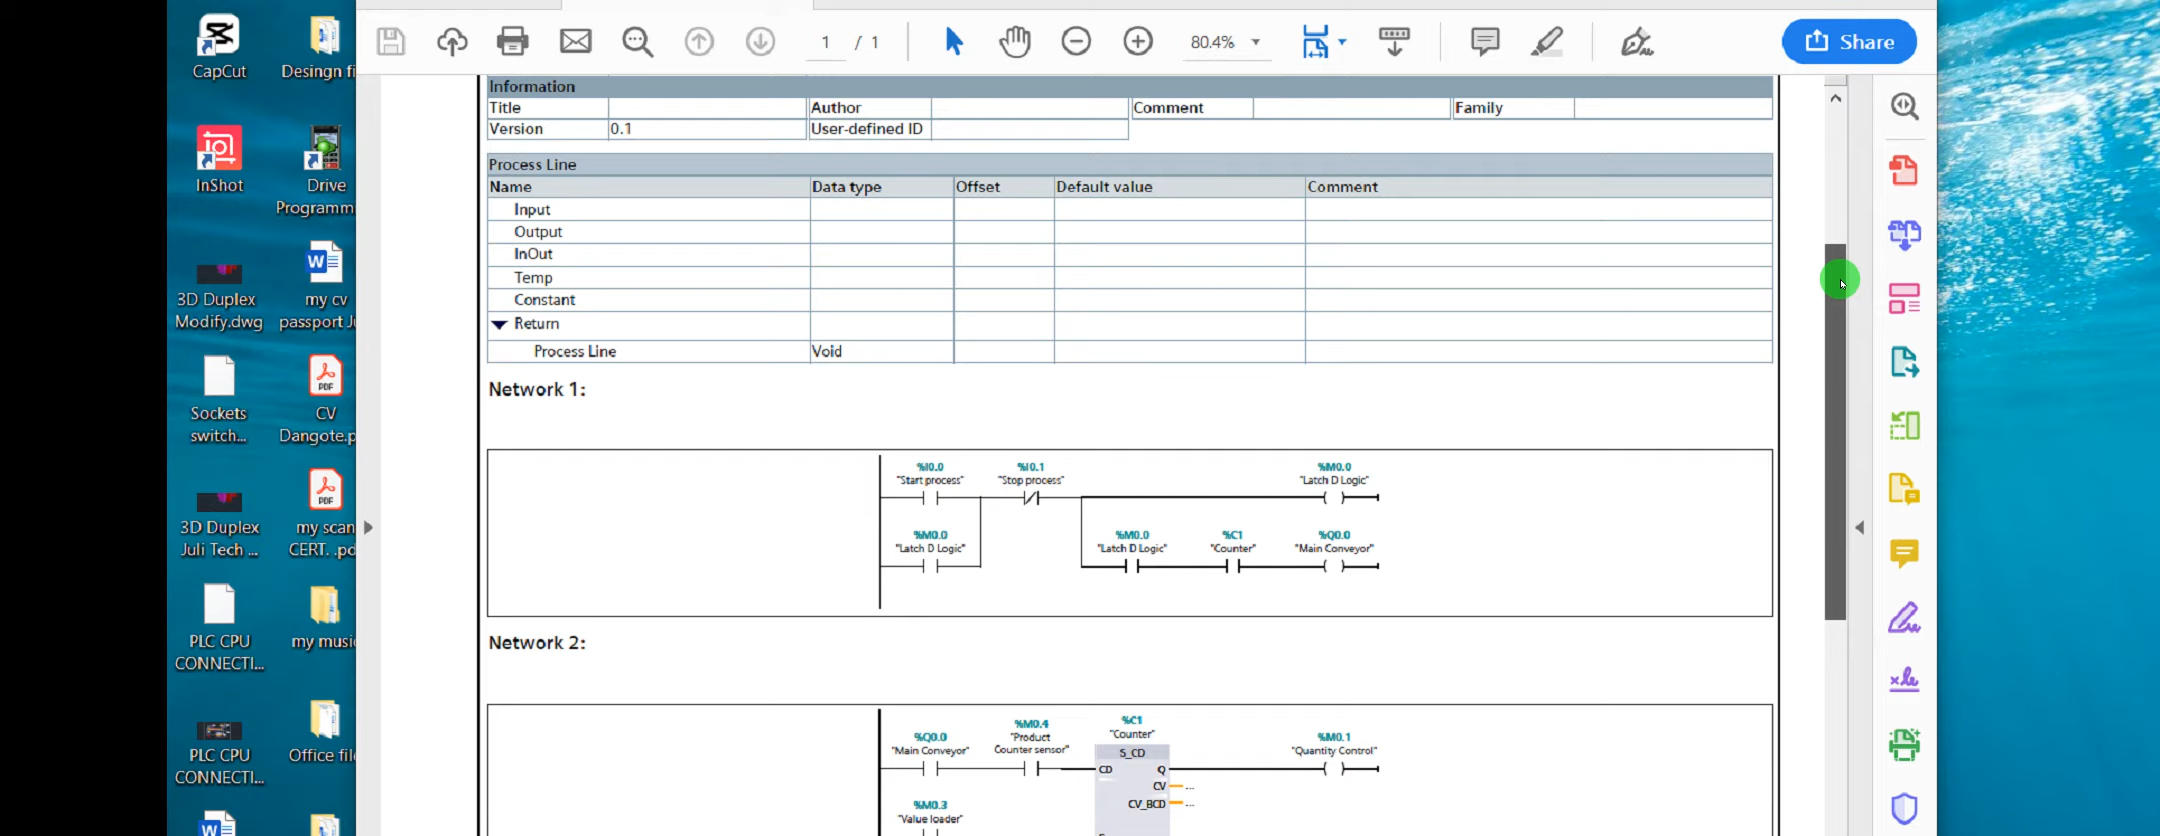 CapCut
Desingn fi
InShot
Drive
Programm
3D Duplex
Modify.dwg
my cv
passport J
Sockets
switch...
CV
Dangote.p
3D Duplex
Juli Tech ...
my scan
CERT. .pd
PLC CPU
CONNECTI...
my musi
PLC CPU
CONNECTI...
Office fil
1 / 1
80.4%
Share
Information
Title Author Comment Family
Version 0.1 User-defined ID
Process Line
Name Data type Offset Default value Comment
Input
Output
InOut
Temp
Constant
Return
Process Line Void
Network 1:
%I0.0 %I0.1 %M0.0
"Start process" "Stop process" "Latch D Logic"
%M0.0 %M0.0 %C1 %Q0.0
"Latch D Logic" "Latch D Logic" "Counter" "Main Conveyor"
Network 2:
%Q0.0
"Main Conveyor"
%M0.4
"Product
Counter sensor"
%C1
"Counter"
S_CD
CD Q
CV ...
CV_BCD ...
%M0.1
"Quantity Control"
%M0.3
"Value loader"